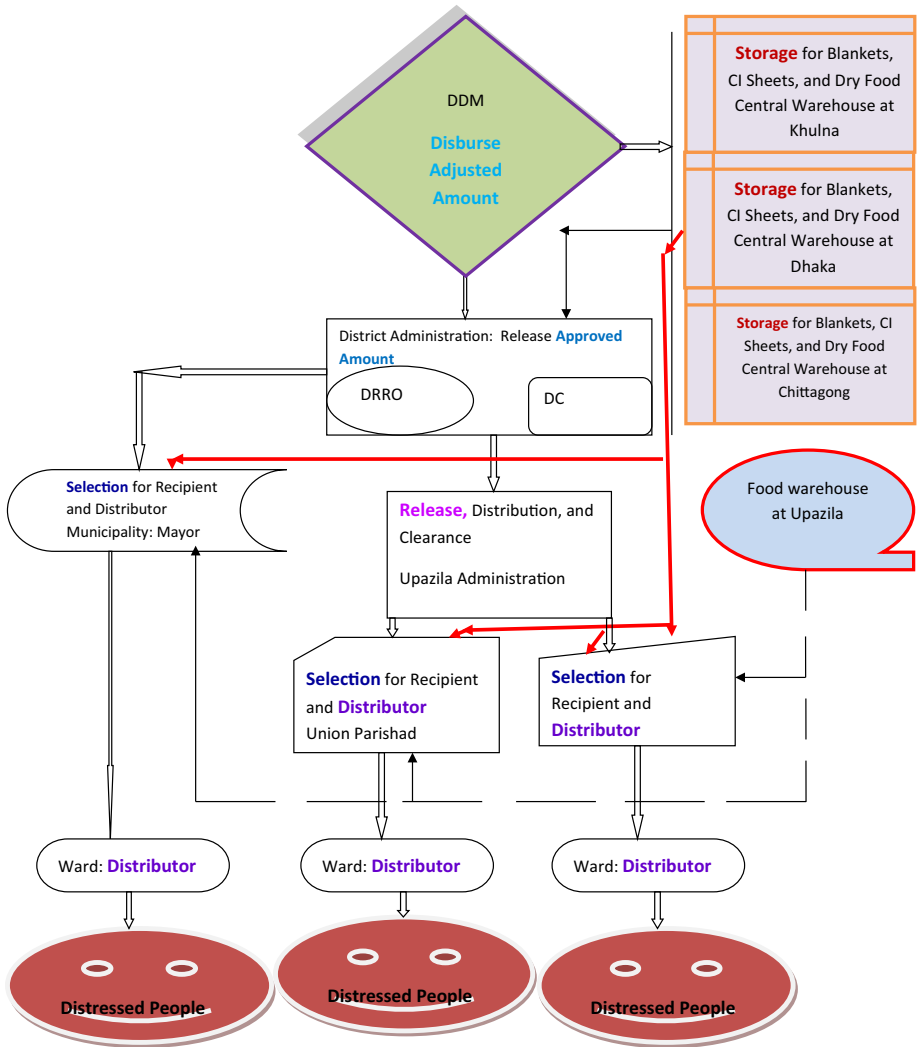 DDM
Disburse
Adjusted
Amount
Storage for Blankets,
CI Sheets, and Dry Food
Central Warehouse at
Khulna
Storage for Blankets,
CI Sheets, and Dry Food
Central Warehouse at
Dhaka
Storage for Blankets, CI
Sheets, and Dry Food
Central Warehouse at
Chittagong
District Administration: Release Approved
Amount
DRRO
DC
Selection for Recipient
and Distributor
Municipality: Mayor
Release, Distribution, and
Clearance
Upazila Administration
Food warehouse
at Upazila
Selection for Recipient
and Distributor
Union Parishad
Selection for
Recipient and
Distributor
Ward: Distributor
Ward: Distributor
Ward: Distributor
Distressed People
Distressed People
Distressed People